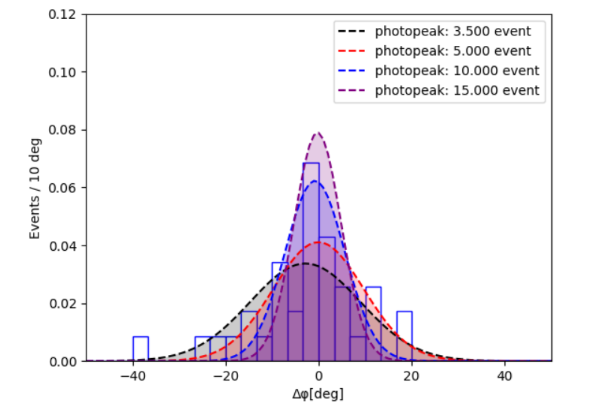 0.12
photopeak: 3.500 event
photopeak: 5.000 event
photopeak: 10.000 event
photopeak: 15.000 event
0.10
0.08
0.06
0.04
0.02
0.00
Events / 10 deg
−40 −20 0 20 40
Δφ[deg]